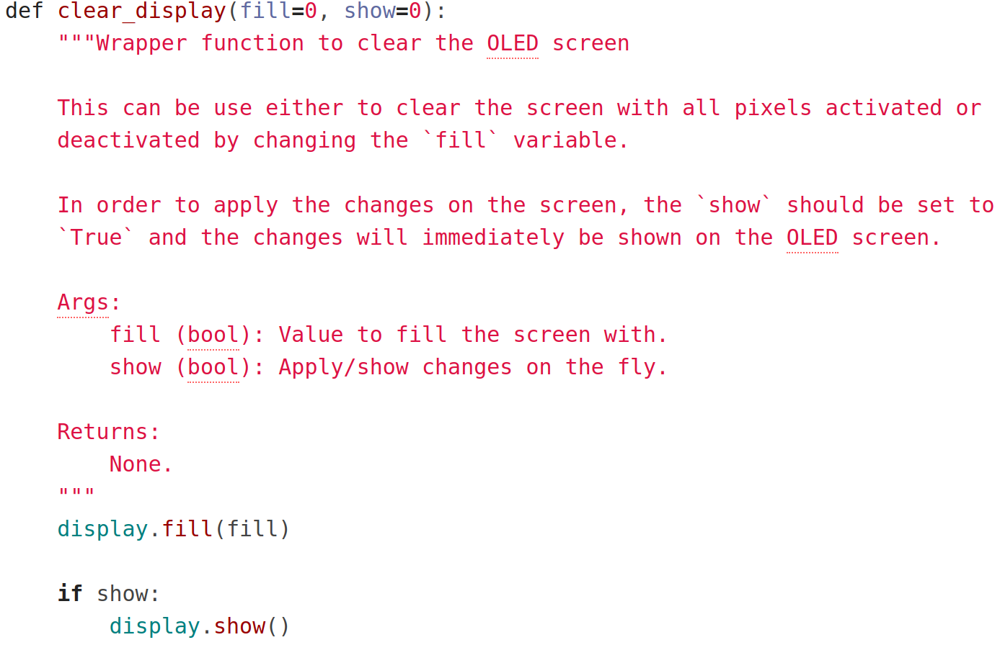 def clear_display(fill=0, show=0):
    """Wrapper function to clear the OLED screen

    This can be use either to clear the screen with all pixels activated or
    deactivated by changing the `fill` variable.

    In order to apply the changes on the screen, the `show` should be set to
    `True` and the changes will immediately be shown on the OLED screen.

    Args:
        fill (bool): Value to fill the screen with.
        show (bool): Apply/show changes on the fly.

    Returns:
        None.
    """
    display.fill(fill)

    if show:
        display.show()